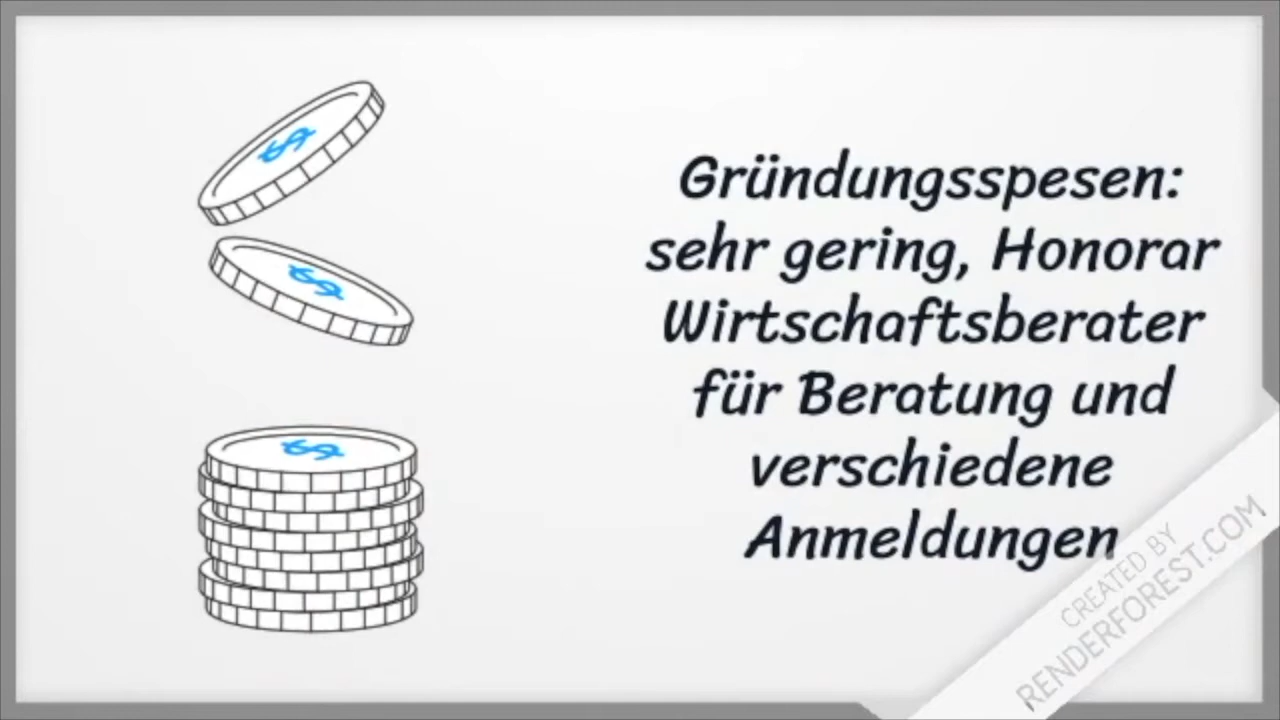 Gründungsspesen:
sehr gering, Honorar
Wirtschaftsberater
für Beratung und
verschiedene
Anmeldungen
CREATED BY
RENDERFOREST.COM
$
$
$